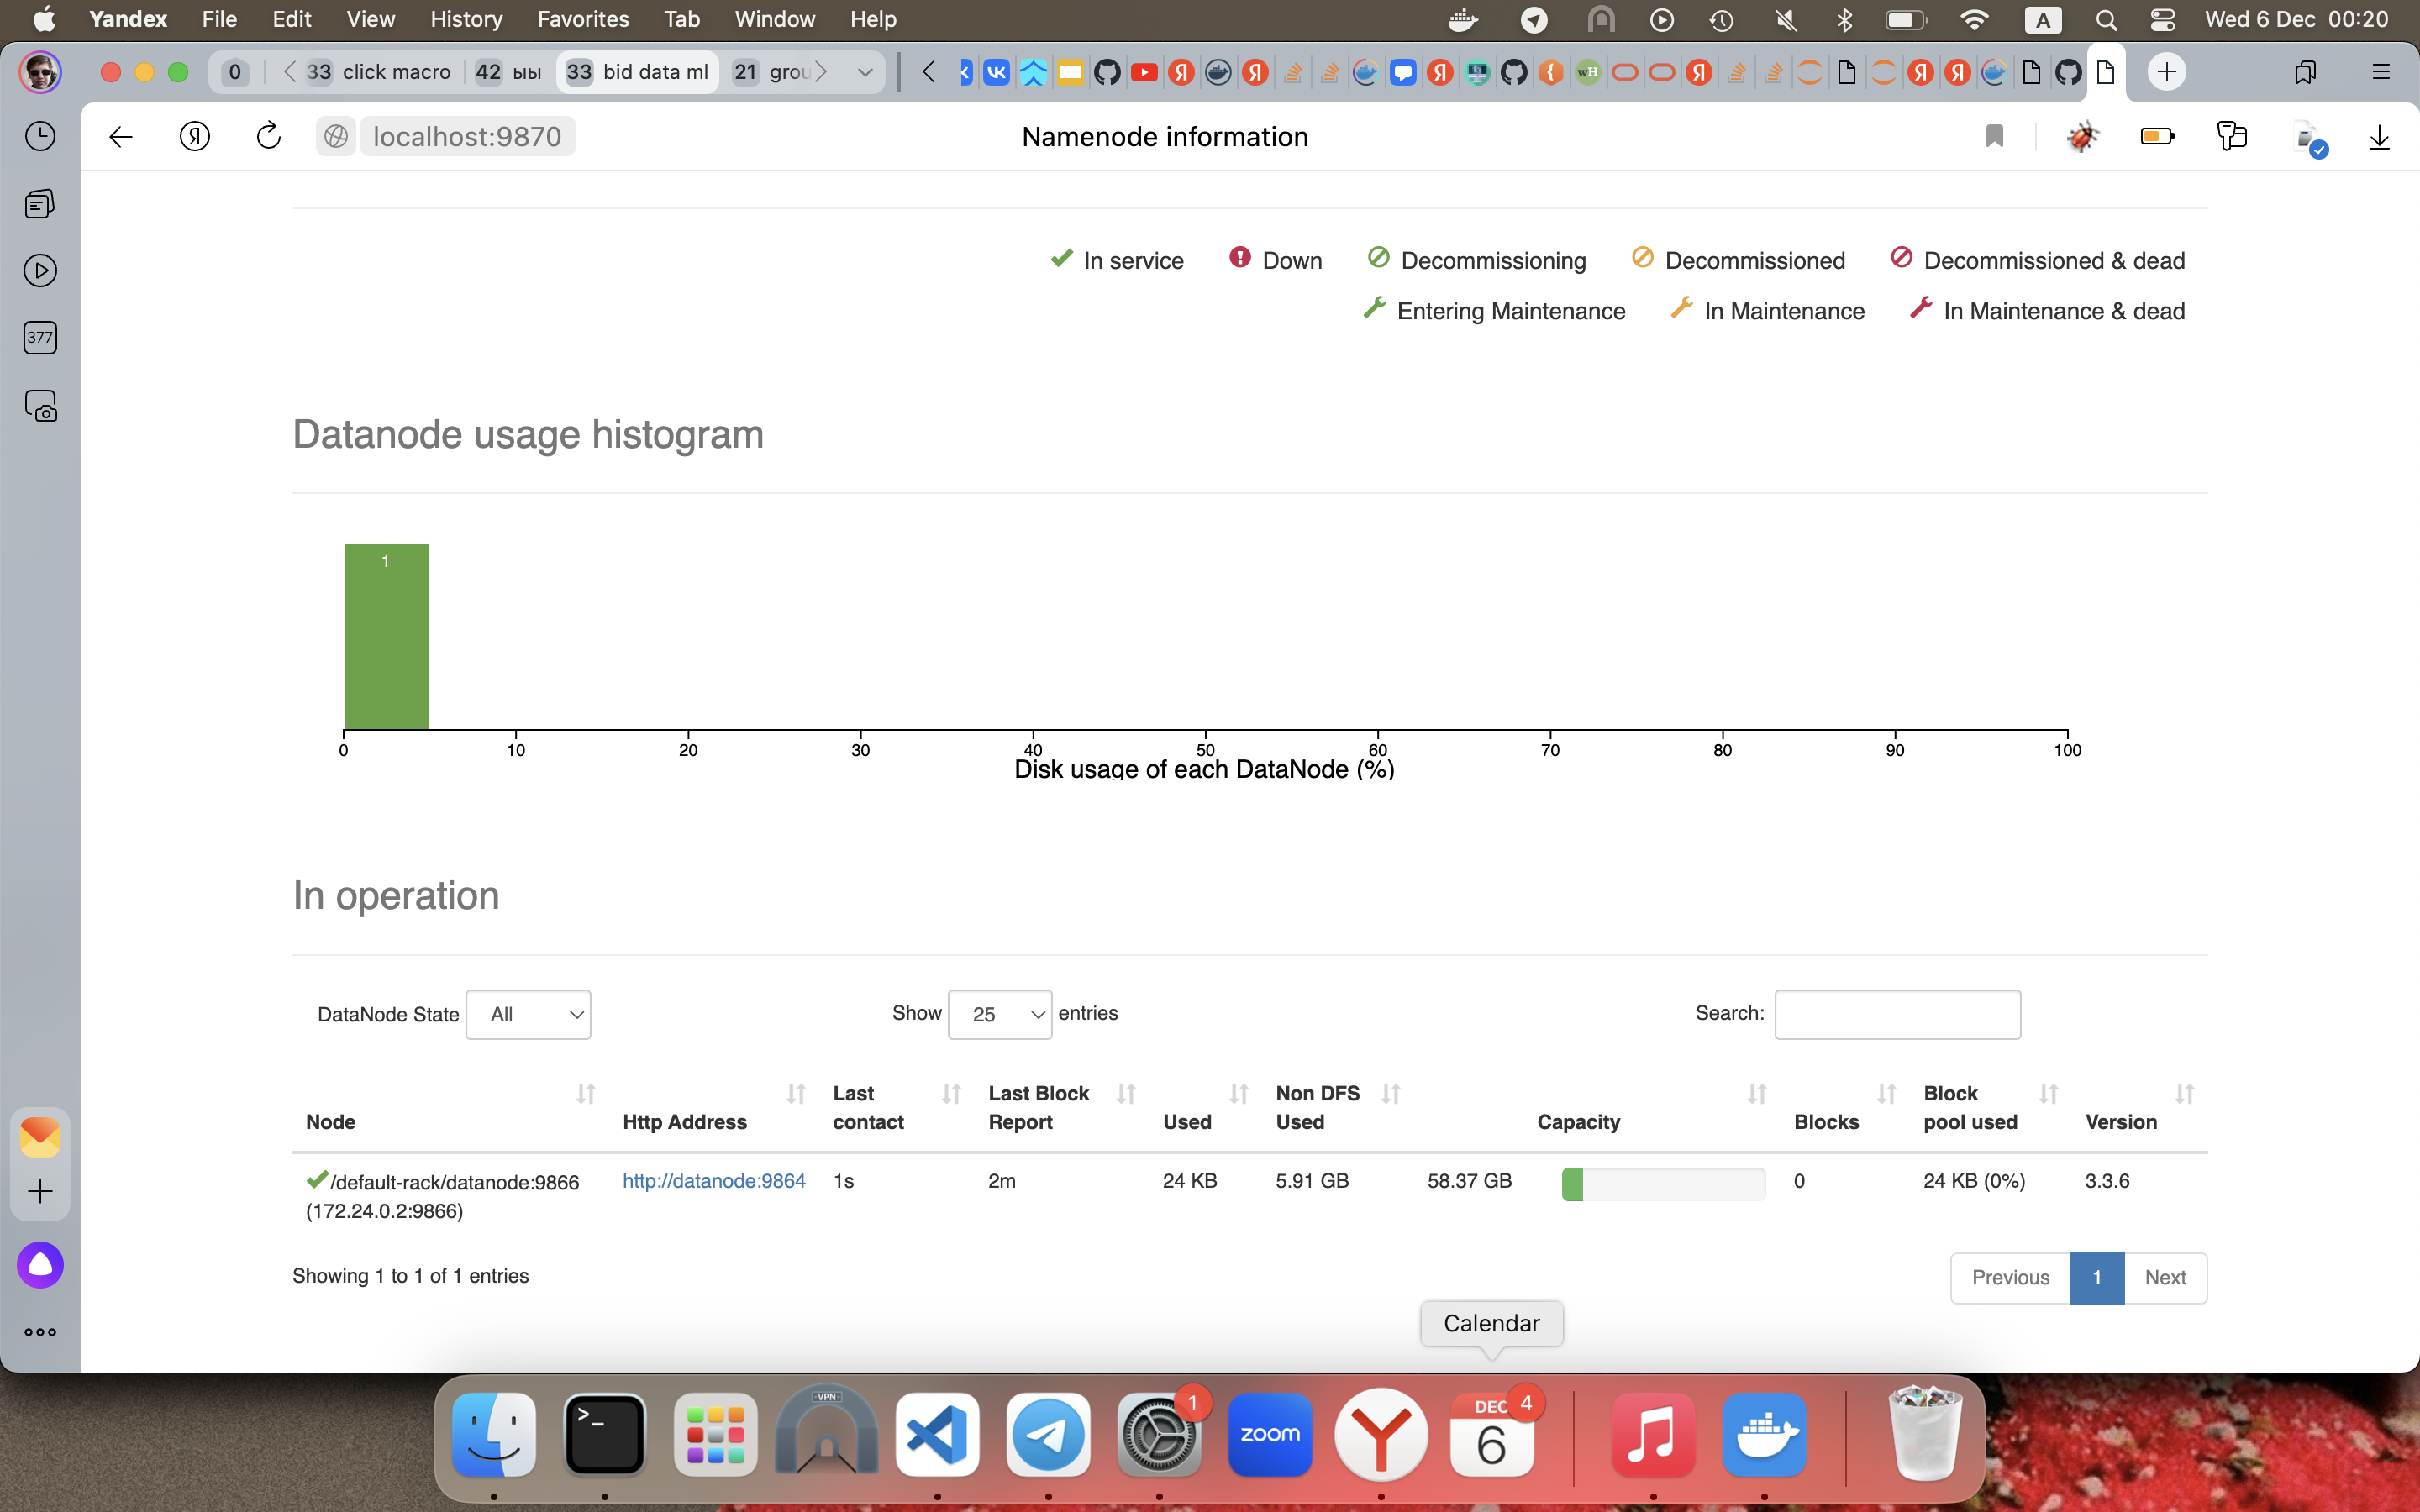 Yandex File Edit View History Favorites Tab Window Help A Wed 6 Dec 00:20
0 33 click macro 42 ыы 33 bid data ml 21 grou
localhost:9870 Namenode information
377
In service Down Decommissioning Decommissioned Decommissioned & dead
Entering Maintenance In Maintenance In Maintenance & dead
Datanode usage histogram
1
0 10 20 30 40 50 60 70 80 90 100
Disk usage of each DataNode (%)
In operation
DataNode State All Show 25 entries Search:
Node Http Address Last contact Last Block Report Used Non DFS Used Capacity Blocks Block pool used Version
/default-rack/datanode:9866 http://datanode:9864 1s 2m 24 KB 5.91 GB 58.37 GB 0 24 KB (0%) 3.3.6
(172.24.0.2:9866)
Showing 1 to 1 of 1 entries Previous 1 Next
Calendar
VPN 1 zoom DEC 4
6